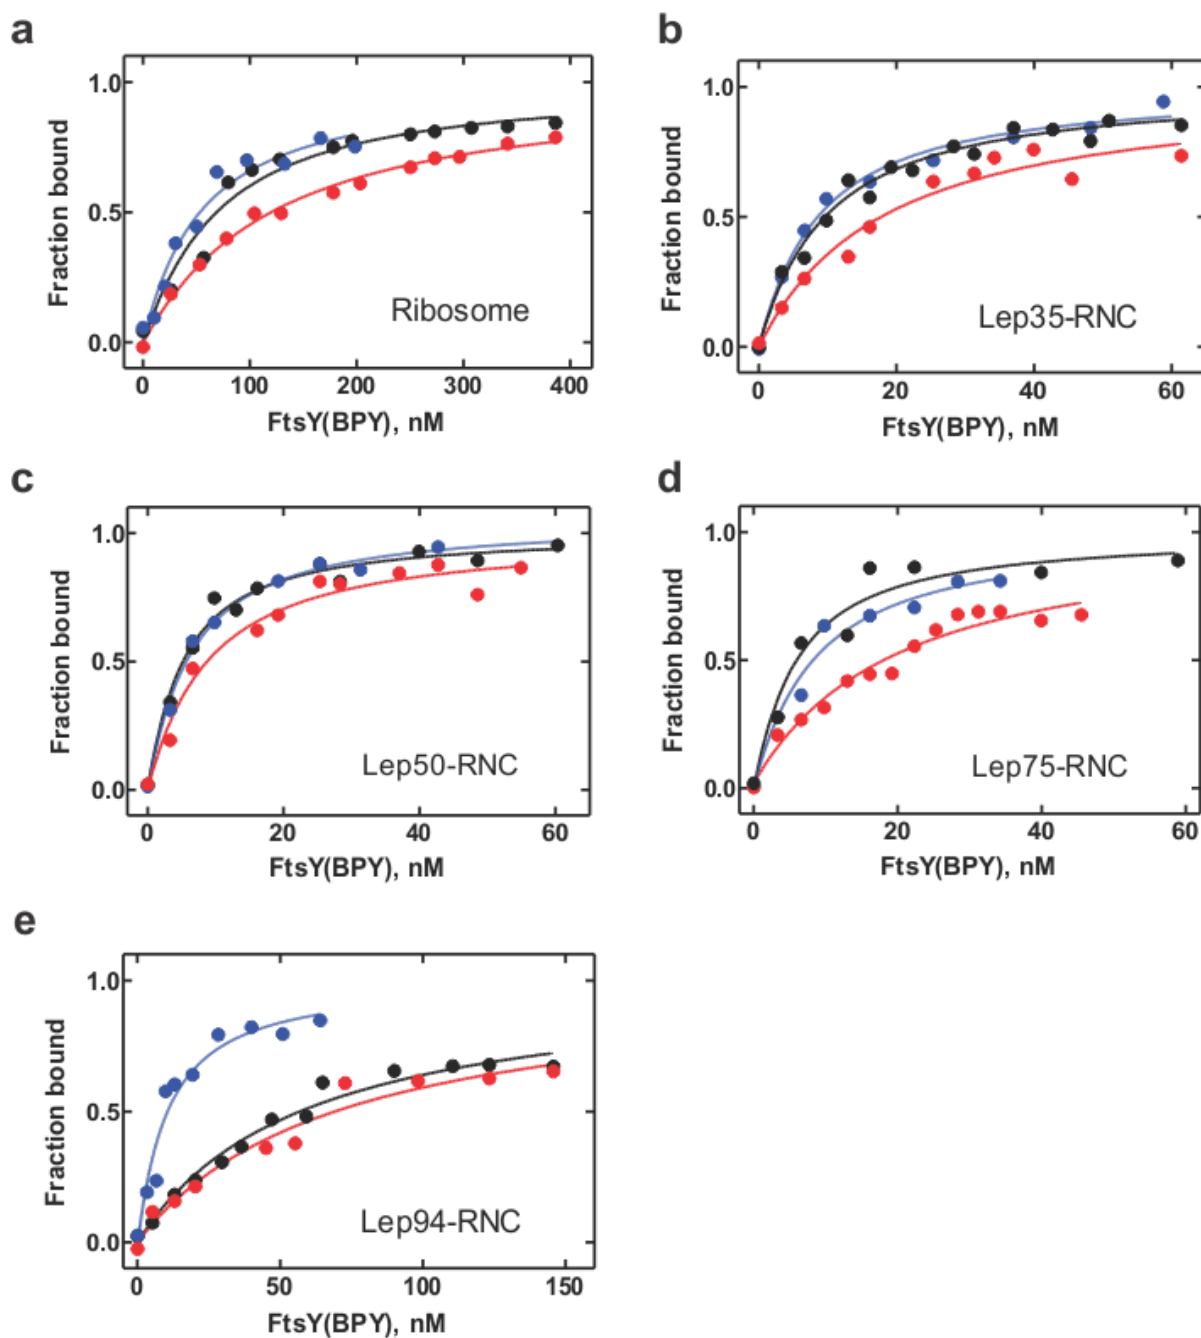 a
1.0
0.5
0.0
Fraction bound
Ribosome
0 100 200 300 400
FtsY(BPY), nM
b
1.0
0.5
0.0
Fraction bound
Lep35-RNC
0 20 40 60
FtsY(BPY), nM
c
1.0
0.5
0.0
Fraction bound
Lep50-RNC
0 20 40 60
FtsY(BPY), nM
d
1.0
0.5
0.0
Fraction bound
Lep75-RNC
0 20 40 60
FtsY(BPY), nM
e
1.0
0.5
0.0
Fraction bound
Lep94-RNC
0 50 100 150
FtsY(BPY), nM